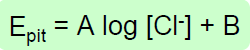 Eₚᵢₜ = A log [Cl⁻] + B